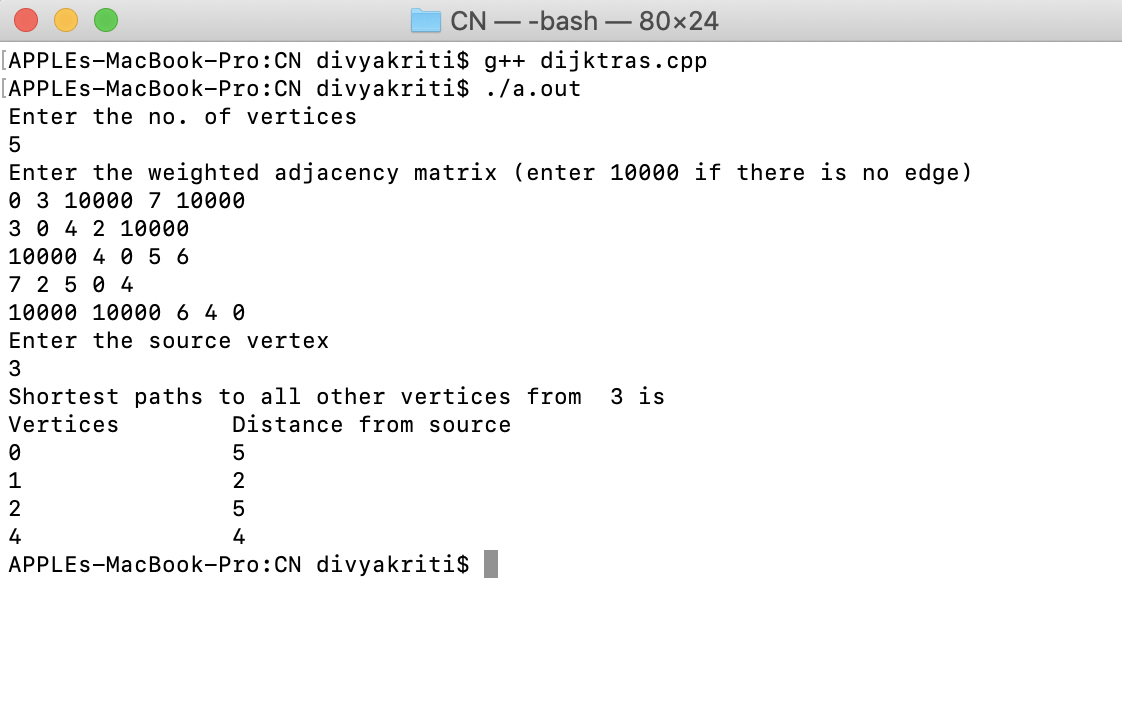 CN — -bash — 80×24
[APPLEs-MacBook-Pro:CN divyakriti$ g++ dijktras.cpp
[APPLEs-MacBook-Pro:CN divyakriti$ ./a.out
Enter the no. of vertices
5
Enter the weighted adjacency matrix (enter 10000 if there is no edge)
0 3 10000 7 10000
3 0 4 2 10000
10000 4 0 5 6
7 2 5 0 4
10000 10000 6 4 0
Enter the source vertex
3
Shortest paths to all other vertices from  3 is
Vertices        Distance from source
0               5
1               2
2               5
4               4
APPLEs-MacBook-Pro:CN divyakriti$